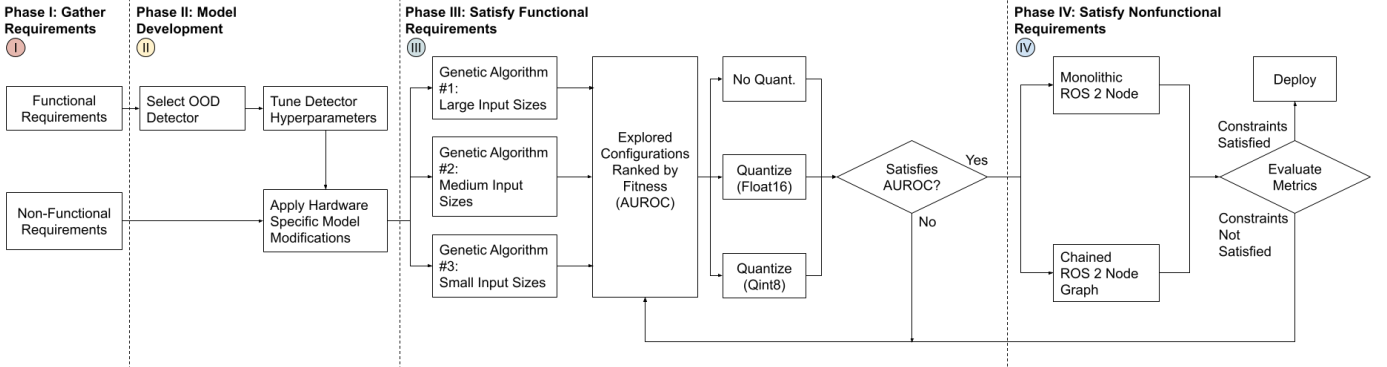 Phase I: Gather
Requirements
I
Phase II: Model
Development
II
Phase III: Satisfy Functional
Requirements
III
Phase IV: Satisfy Nonfunctional
Requirements
IV
Functional
Requirements
Non-Functional
Requirements
Select OOD
Detector
Tune Detector
Hyperparameters
Apply Hardware
Specific Model
Modifications
Genetic Algorithm
#1:
Large Input Sizes
Genetic Algorithm
#2:
Medium Input
Sizes
Genetic Algorithm
#3:
Small Input Sizes
Explored
Configurations
Ranked by
Fitness
(AUROC)
No Quant.
Quantize
(Float16)
Quantize
(Qint8)
Satisfies
AUROC?
Yes
No
Monolithic
ROS 2 Node
Chained
ROS 2 Node
Graph
Deploy
Constraints
Satisfied
Evaluate
Metrics
Constraints
Not
Satisfied